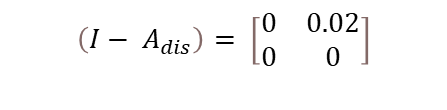 (I − A_dis) = [0 0.02
0 0]